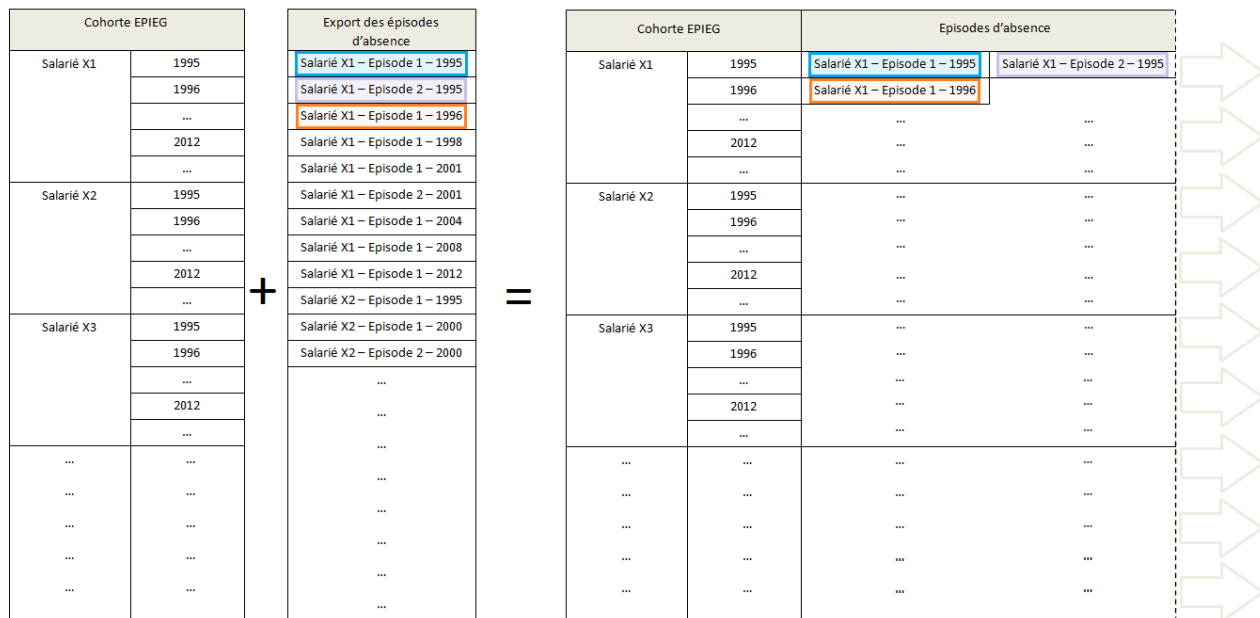 Cohorte EPIEG
Salarié X1
1995
1996
...
2012
...
Salarié X2
1995
1996
...
2012
...
Salarié X3
1995
1996
...
2012
...
... ...
... ...
... ...
... ...
... ...
+
Export des épisodes
d'absence
Salarié X1 – Episode 1 – 1995
Salarié X1 – Episode 2 – 1995
Salarié X1 – Episode 1 – 1996
Salarié X1 – Episode 1 – 1998
Salarié X1 – Episode 1 – 2001
Salarié X1 – Episode 2 – 2001
Salarié X1 – Episode 1 – 2004
Salarié X1 – Episode 1 – 2008
Salarié X1 – Episode 1 – 2012
Salarié X2 – Episode 1 – 1995
Salarié X2 – Episode 1 – 2000
Salarié X2 – Episode 2 – 2000
...
...
...
...
...
...
...
...
=
Cohorte EPIEG Episodes d'absence
Salarié X1 1995 Salarié X1 – Episode 1 – 1995 Salarié X1 – Episode 2 – 1995
1996 Salarié X1 – Episode 1 – 1996
... ... ...
2012 ... ...
... ... ...
Salarié X2 1995 ... ...
1996 ... ...
... ... ...
2012 ... ...
... ... ...
Salarié X3 1995 ... ...
1996 ... ...
... ... ...
2012 ... ...
... ... ...
... ... ... ...
... ... ... ...
... ... ... ...
... ... ... ...
... ... ... ...